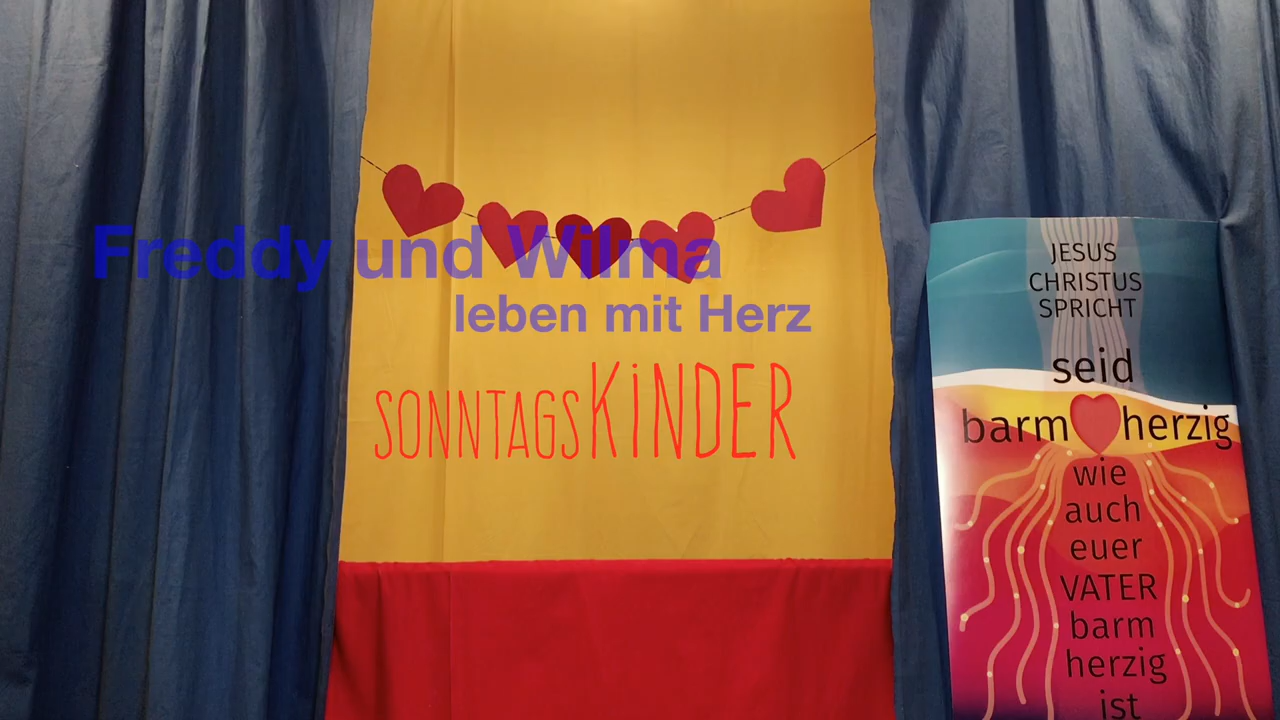 Freddy und Wilma
leben mit Herz
SONNTAGSKiNDER
JESUS
CHRISTUS
SPRICHT
seid
barm herzig
wie
auch
euer
VATER
barm
herzig
ist